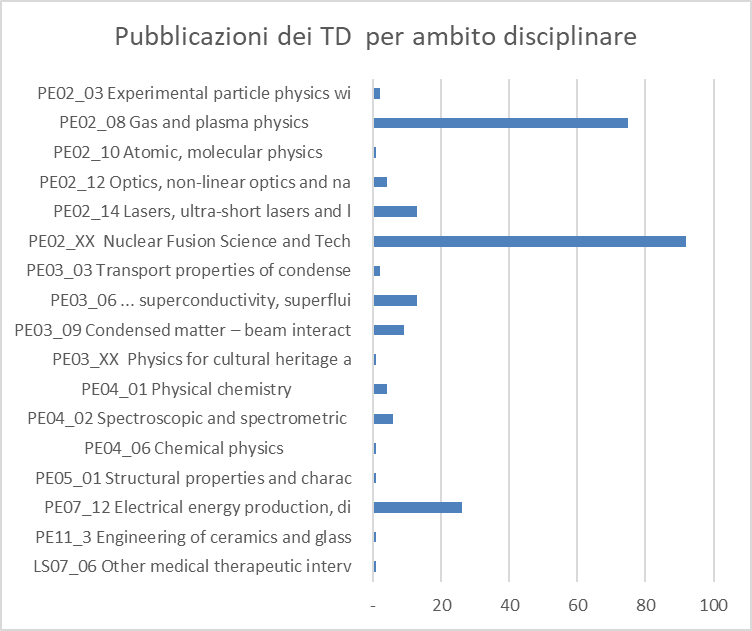 Pubblicazioni dei TD  per ambito disciplinare
PE02_03 Experimental particle physics wi
PE02_08 Gas and plasma physics
PE02_10 Atomic, molecular physics
PE02_12 Optics, non-linear optics and na
PE02_14 Lasers, ultra-short lasers and l
PE02_XX  Nuclear Fusion Science and Tech
PE03_03 Transport properties of condense
PE03_06 ... superconductivity, superflui
PE03_09 Condensed matter – beam interact
PE03_XX  Physics for cultural heritage a
PE04_01 Physical chemistry
PE04_02 Spectroscopic and spectrometric
PE04_06 Chemical physics
PE05_01 Structural properties and charac
PE07_12 Electrical energy production, di
PE11_3 Engineering of ceramics and glass
LS07_06 Other medical therapeutic interv
- 20 40 60 80 100